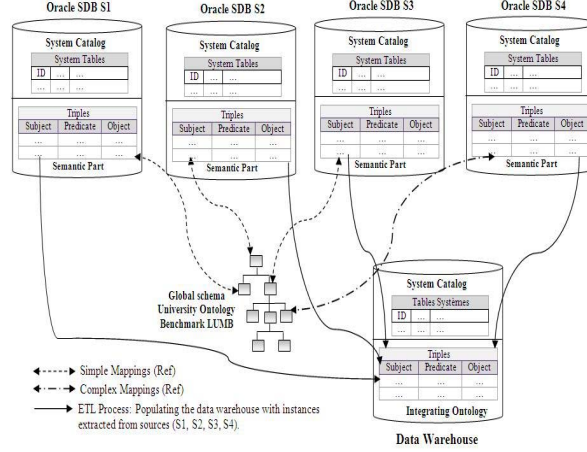 Oracle SDB S1
Oracle SDB S2
Oracle SDB S3
Oracle SDB S4
System Catalog
System Tables
ID ... ...
... ... ...
Triples
Subject Predicate Object
... ... ...
... ... ...
Semantic Part
System Catalog
System Tables
ID ... ...
... ... ...
Triples
Subject Predicate Object
... ... ...
... ... ...
Semantic Part
System Catalog
System Tables
ID ... ...
... ... ...
Triples
Subject Predicate Object
... ... ...
... ... ...
Semantic Part
System Catalog
System Tables
ID ... ...
... ... ...
Triples
Subject Predicate Object
... ... ...
... ... ...
Semantic Part
Global schema
University Ontology
Benchmark LUMB
System Catalog
Tables Systèmes
ID ... ...
... ... ...
Triples
Subject Predicate Object
... ... ...
... ... ...
Integrating Ontology
Data Warehouse
Simple Mappings (Ref)
Complex Mappings (Ref)
ETL Process: Populating the data warehouse with instances
extracted from sources (S1, S2, S3, S4).